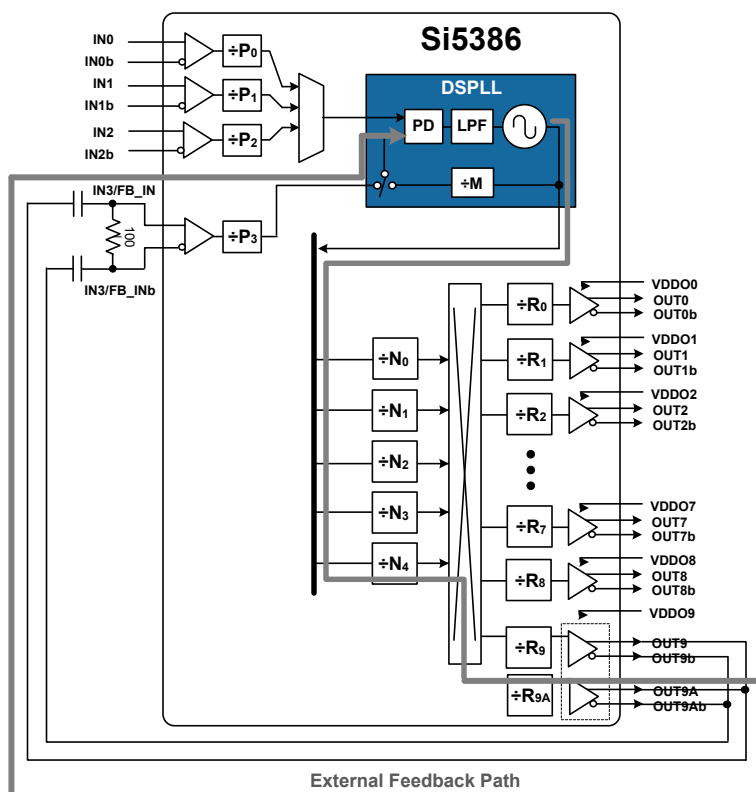 Si5386
IN0
IN0b
÷P0
IN1
IN1b
÷P1
IN2
IN2b
÷P2
DSPLL
PD
LPF
÷M
IN3/FB_IN
100
÷P3
IN3/FB_INb
÷N0
÷N1
÷N2
÷N3
÷N4
÷R0
VDDO0
OUT0
OUT0b
÷R1
VDDO1
OUT1
OUT1b
÷R2
VDDO2
OUT2
OUT2b
÷R7
VDDO7
OUT7
OUT7b
÷R8
VDDO8
OUT8
OUT8b
VDDO9
÷R9
OUT9
OUT9b
÷R9A
OUT9A
OUT9Ab
External Feedback Path